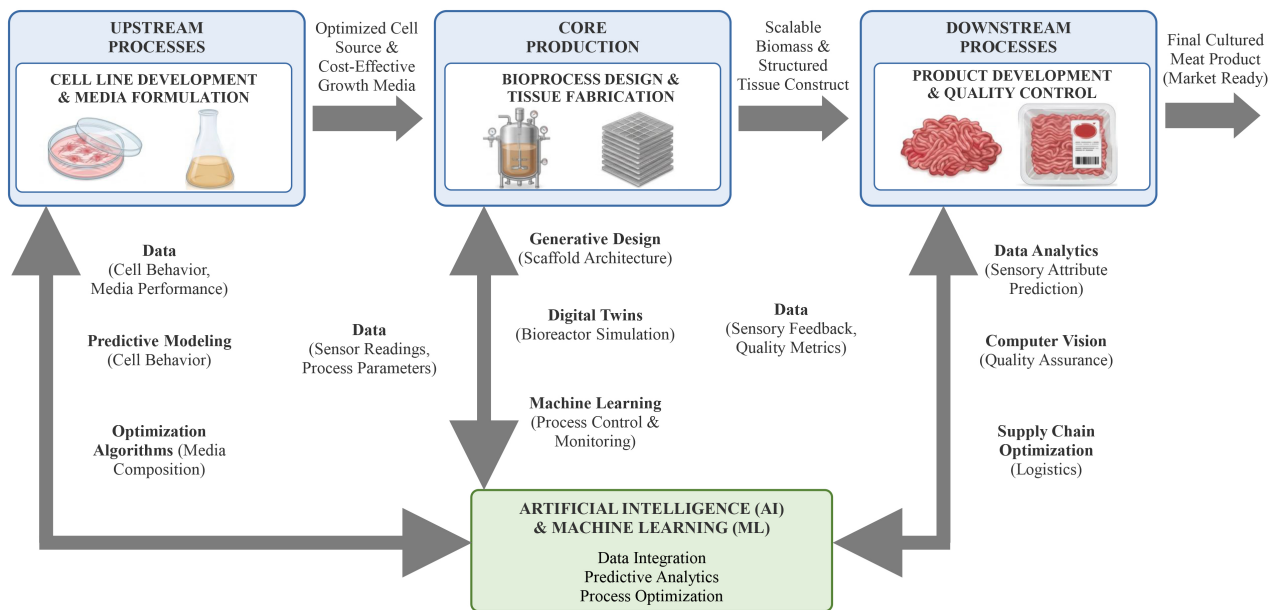 UPSTREAM
PROCESSES
CELL LINE DEVELOPMENT
& MEDIA FORMULATION
Optimized Cell
Source &
Cost-Effective
Growth Media
CORE
PRODUCTION
BIOPROCESS DESIGN &
TISSUE FABRICATION
Scalable
Biomass &
Structured
Tissue Construct
DOWNSTREAM
PROCESSES
PRODUCT DEVELOPMENT
& QUALITY CONTROL
Final Cultured
Meat Product
(Market Ready)
Data
(Cell Behavior,
Media Performance)
Predictive Modeling
(Cell Behavior)
Optimization
Algorithms (Media
Composition)
Data
(Sensor Readings,
Process Parameters)
Generative Design
(Scaffold Architecture)
Digital Twins
(Bioreactor Simulation)
Machine Learning
(Process Control &
Monitoring)
Data
(Sensory Feedback,
Quality Metrics)
Data Analytics
(Sensory Attribute
Prediction)
Computer Vision
(Quality Assurance)
Supply Chain
Optimization
(Logistics)
ARTIFICIAL INTELLIGENCE (AI)
& MACHINE LEARNING (ML)
Data Integration
Predictive Analytics
Process Optimization